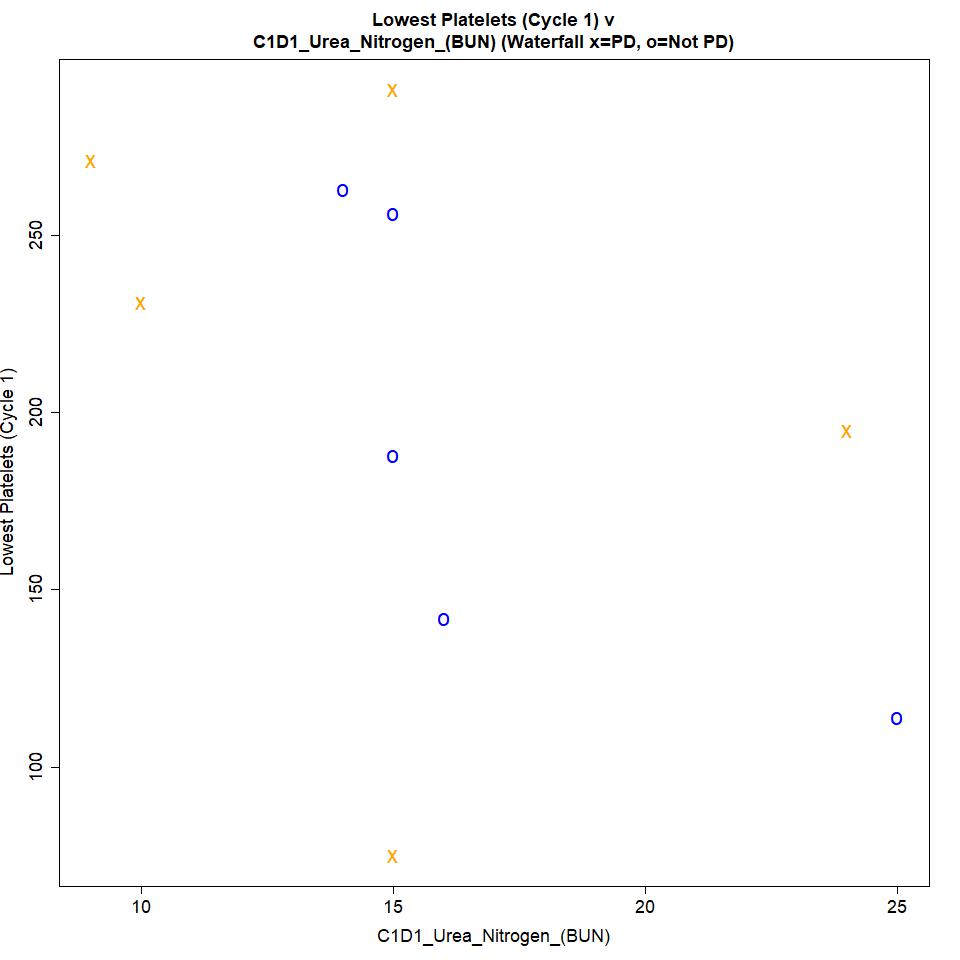 Lowest Platelets (Cycle 1) v
C1D1_Urea_Nitrogen_(BUN) (Waterfall x=PD, o=Not PD)
Lowest Platelets (Cycle 1)
250
200
150
100
X
X
O
O
X
X
O
O
O
X
10
15
20
25
C1D1_Urea_Nitrogen_(BUN)